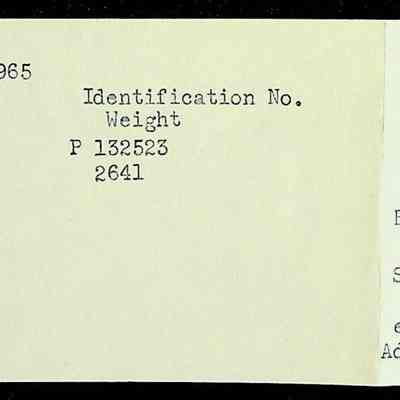 965
Identification No.
Weight
P 132523
2641
E
S
e
Ad